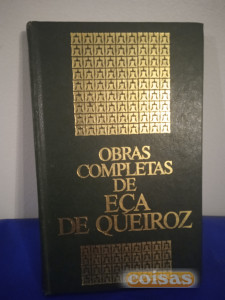 OBRAS
COMPLETAS
DE
EÇA
DE QUEIROZ
coisas